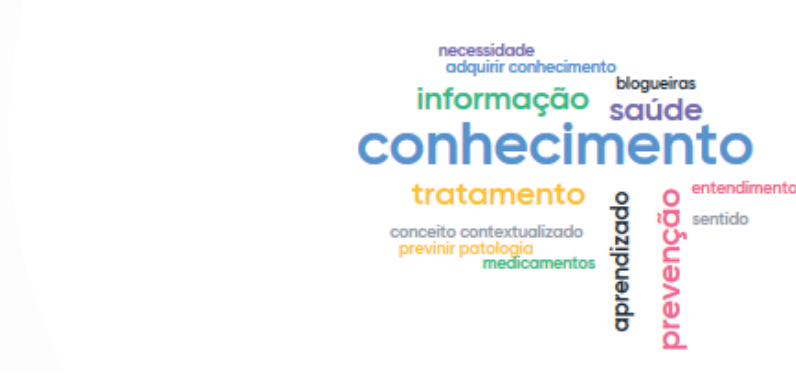 necessidade
adquirir conhecimento
blogueiras
informação
saúde
conhecimento
tratamento
entendimento
aprendizado
prevenção
sentido
conceito contextualizado
previnir patologia
medicamentos